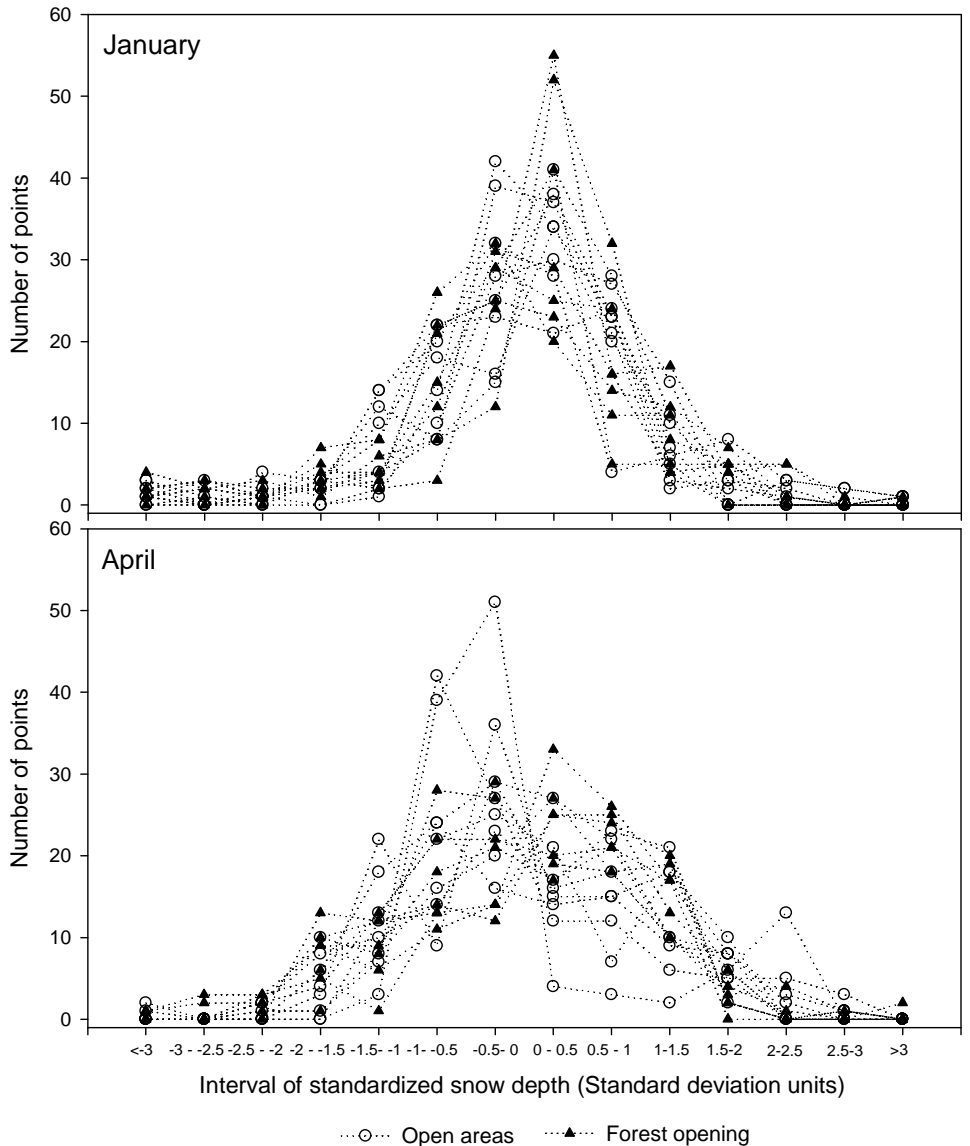 January
60
50
40
30
20
10
0
Number of points
April
60
50
40
30
20
10
0
Number of points
<-3 -3 - -2.5 -2.5 - -2 -2 - -1.5 -1.5- -1 -1 - -0.5 -0.5- 0 0 - 0.5 0.5 - 1 1-1.5 1.5-2 2-2.5 2.5-3 >3
Interval of standardized snow depth (Standard deviation units)
Open areas Forest opening